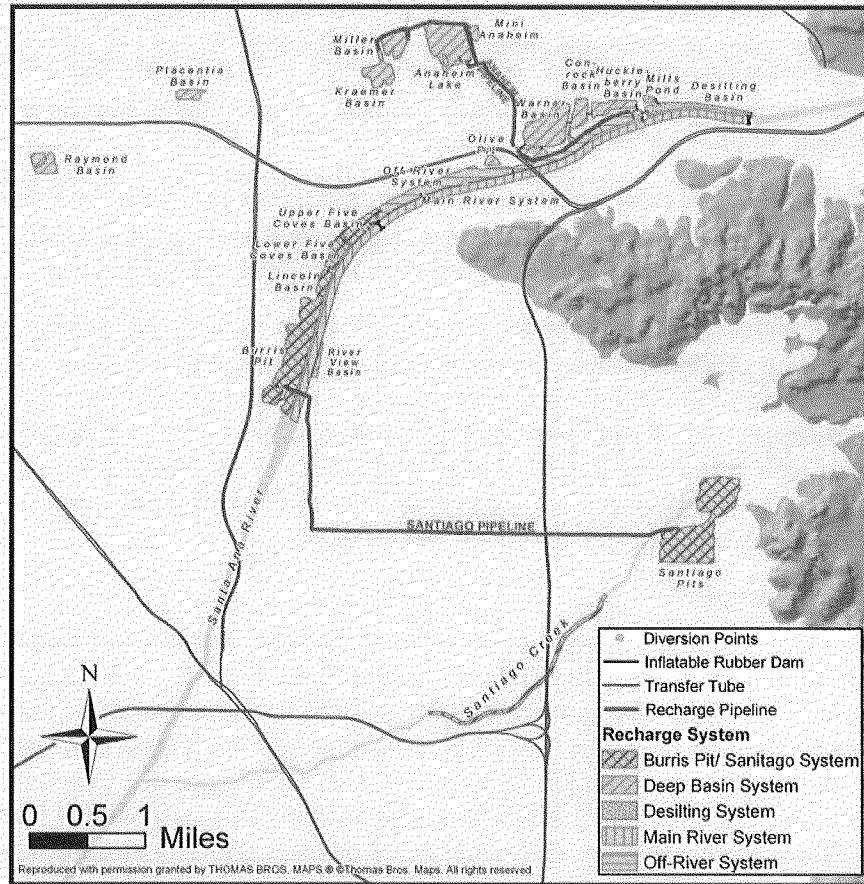 Mini
Anaheim
Miller
Basin
Placentia
Basin
Kraemer
Basin
Anaheim
Lake
Con-
rock
Basin
Huckle-
berry
Basin
Mills
Pond
Desilting
Basin
Warner
Basin
Raymond
Basin
Olive
Pit
Off-River
System
Main River System
Upper Five
Coves Basin
Lower Five
Coves Basin
Lincoln
Basin
Burris
Pit
River
View
Basin
Santa Ana River
SANTIAGO PIPELINE
Santiago
Pits
Santiago Creek
N
0 0.5 1
Miles
Diversion Points
Inflatable Rubber Dam
Transfer Tube
Recharge Pipeline
Recharge System
Burris Pit/ Sanitago System
Deep Basin System
Desilting System
Main River System
Off-River System
Reproduced with permission granted by THOMAS BROS. MAPS ® ©Thomas Bros. Maps. All rights reserved